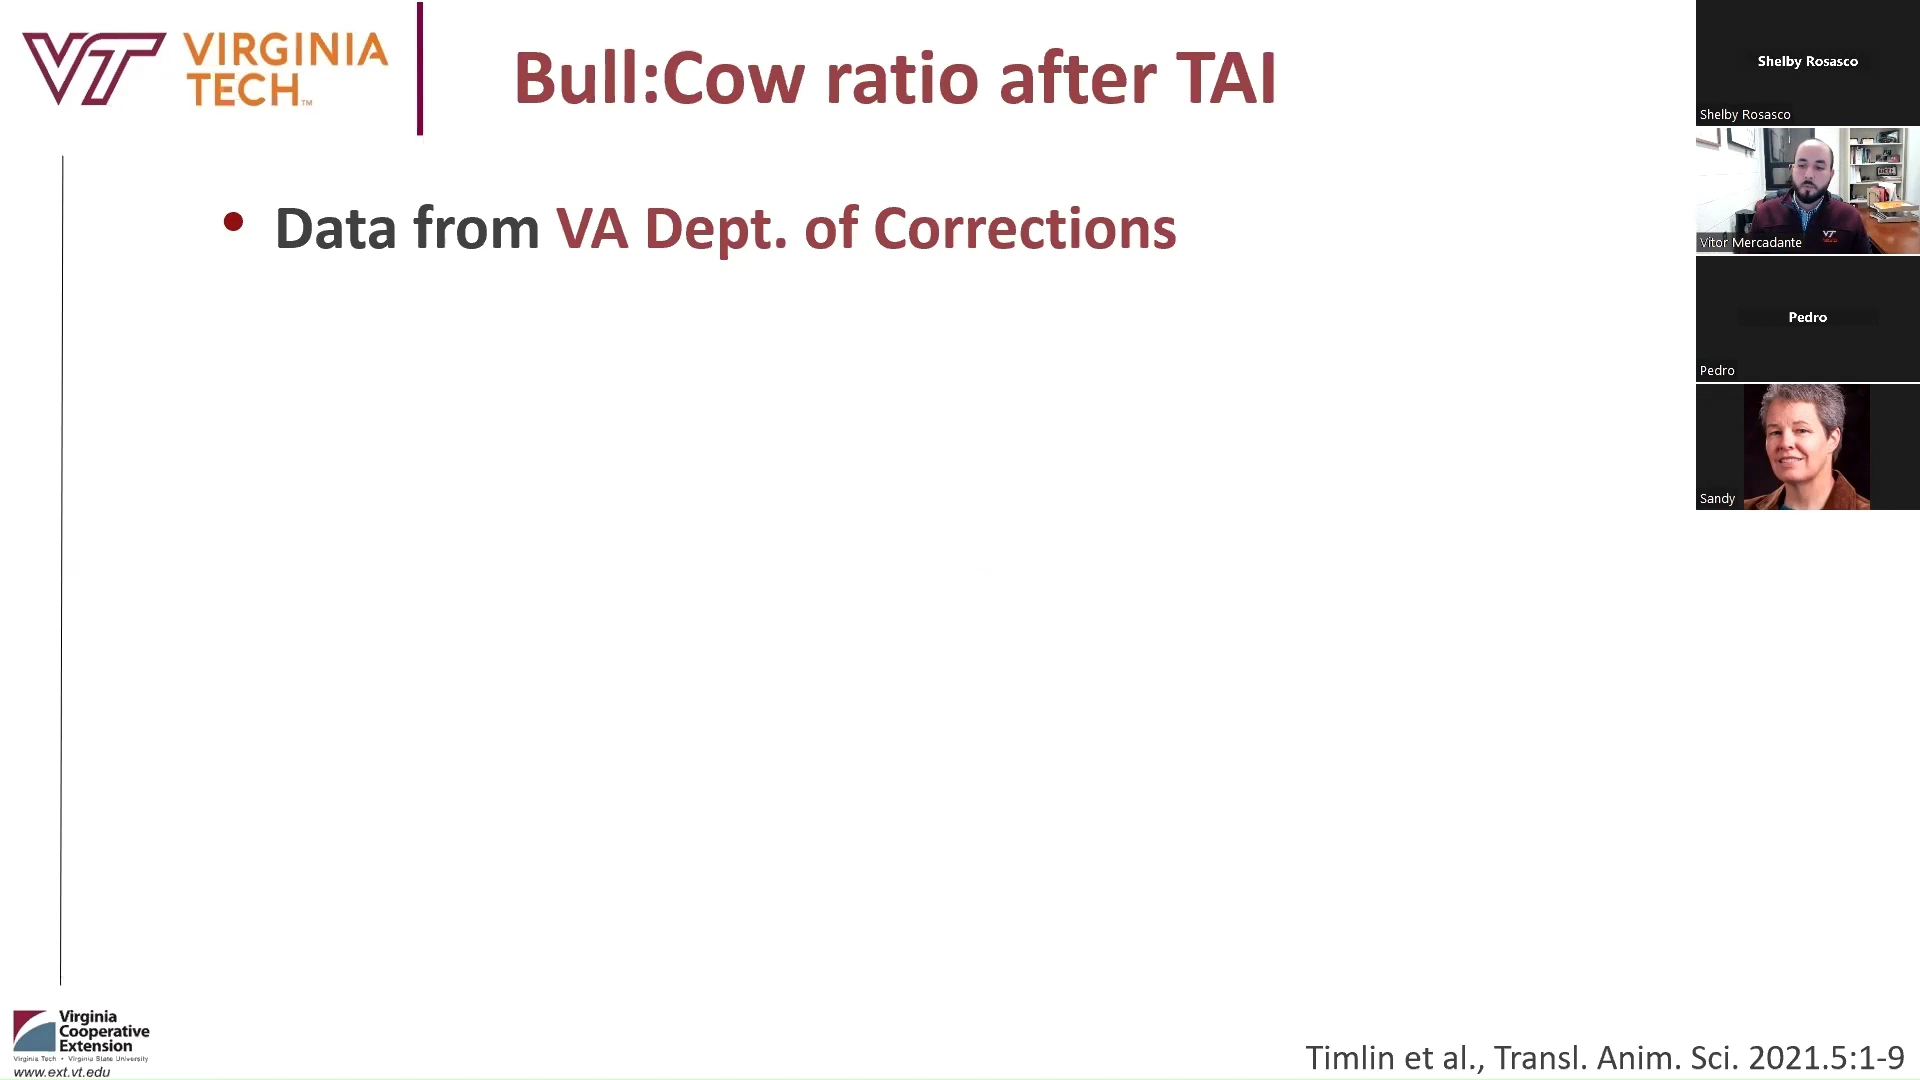 VT VIRGINIA
TECH™
Bull:Cow ratio after TAI
• Data from VA Dept. of Corrections
Shelby Rosasco
Shelby Rosasco
Vitor Mercadante
Pedro
Pedro
Sandy
Virginia
Cooperative
Extension
Virginia Tech • Virginia State University
www.ext.vt.edu
Timlin et al., Transl. Anim. Sci. 2021.5:1-9